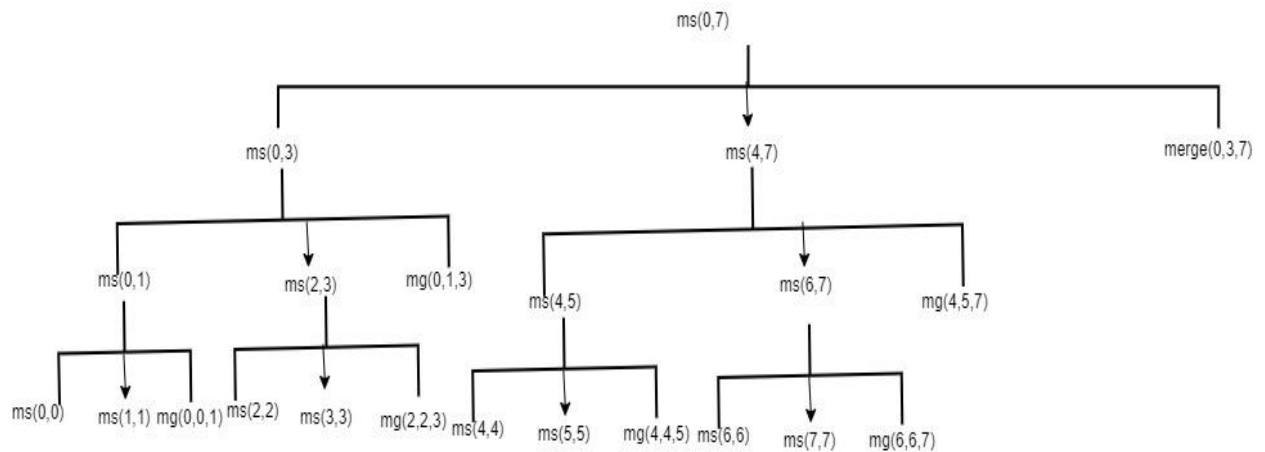 ms(0,7)
ms(0,3) ms(4,7) merge(0,3,7)
ms(0,1) ms(2,3) mg(0,1,3) ms(4,5) ms(6,7) mg(4,5,7)
ms(0,0) ms(1,1) mg(0,0,1) ms(2,2) ms(3,3) mg(2,2,3) ms(4,4) ms(5,5) mg(4,4,5) ms(6,6) ms(7,7) mg(6,6,7)